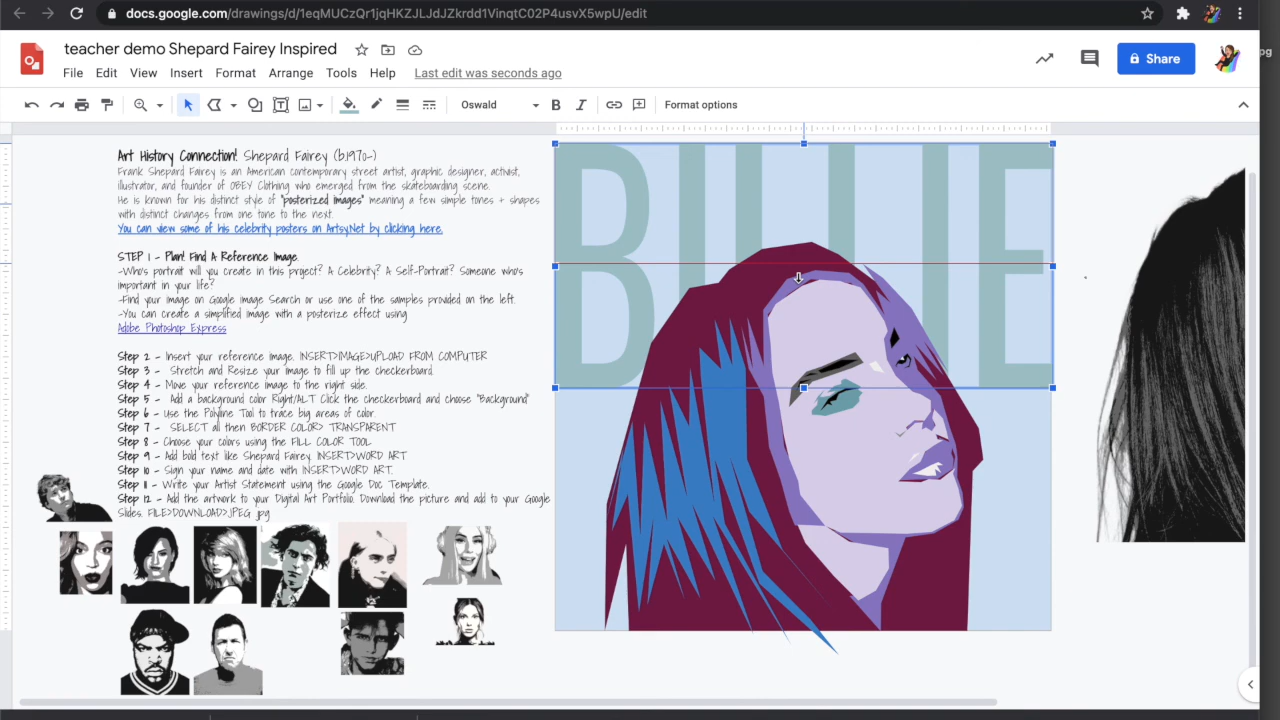 docs.google.com/drawings/d/1eqMUCzQr1jqHKZJLJdJZkrdd1VinqtC02P4usvX5wpU/edit
teacher demo Shepard Fairey Inspired
File Edit View Insert Format Arrange Tools Help Last edit was seconds ago
Share
pg
Oswald
B I
Format options
Art History Connection! Shepard Fairey (b.1970-)
Frank Shepard Fairey is an American contemporary street artist, graphic designer, activist,
illustrator, and founder of OBEY Clothing who emerged from the skateboarding scene.
He is known for his distinct style of "posterized images" meaning a few simple tones + shapes
with distinct changes from one tone to the next.
You can view some of his celebrity posters on Artsy.Net by clicking here.
STEP 1 - Plan! Find A Reference Image.
-Who's portrait will you create in this project? A Celebrity? A Self-Portrait? Someone who's
important in your life?
-Find your image on Google image Search or use one of the samples provided on the left.
-You can create a simplified image with a posterize effect using
Adobe Photoshop Express
Step 2 - Insert your reference image. INSERT>IMAGE>UPLOAD FROM COMPUTER
Step 3 - Stretch and Resize your image to fill up the checkerboard.
Step 4 - Move your reference image to the right side.
Step 5 - Add a background color Right/ALT Click the checkerboard and choose "Background"
Step 6 - Use the Polyline Tool to trace big areas of color.
Step 7 - SELECT all then BORDER COLOR> TRANSPARENT
Step 8 - Choose your colors using the FILL COLOR TOOL
Step 9 - Add bold text like Shepard Fairey. INSERT>WORD ART
Step 10 - Sign your name and date with INSERT>WORD ART.
Step 11 - Write your Artist Statement using the Google Doc Template.
Step 12 - Add the artwork to your Digital Art Portfolio. Download the picture and add to your Google
Slides. FILE>DOWNLOAD>JPEG .jpg
BILLIE